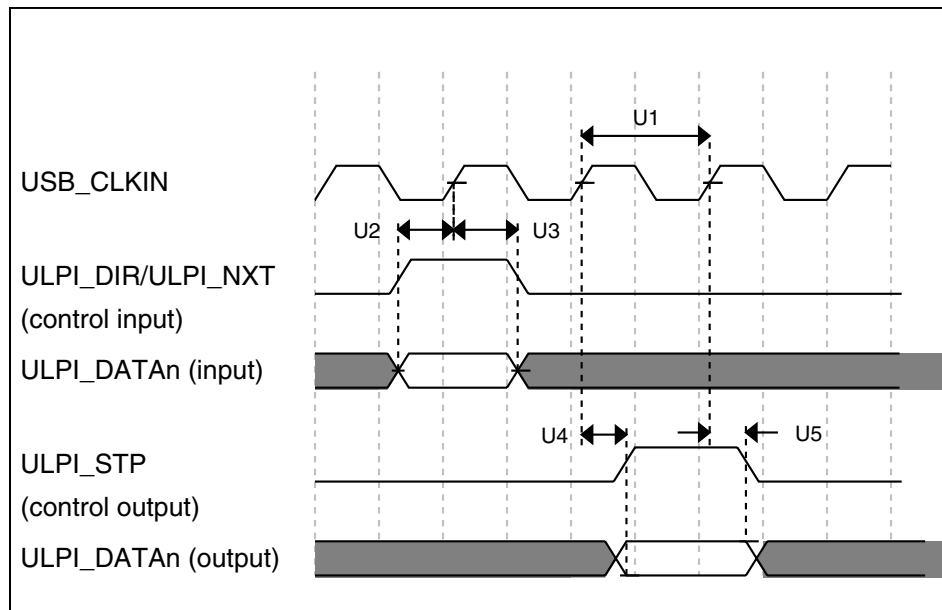 U1
USB_CLKIN
U2
U3
ULPI_DIR/ULPI_NXT
(control input)
ULPI_DATAn (input)
U4
U5
ULPI_STP
(control output)
ULPI_DATAn (output)